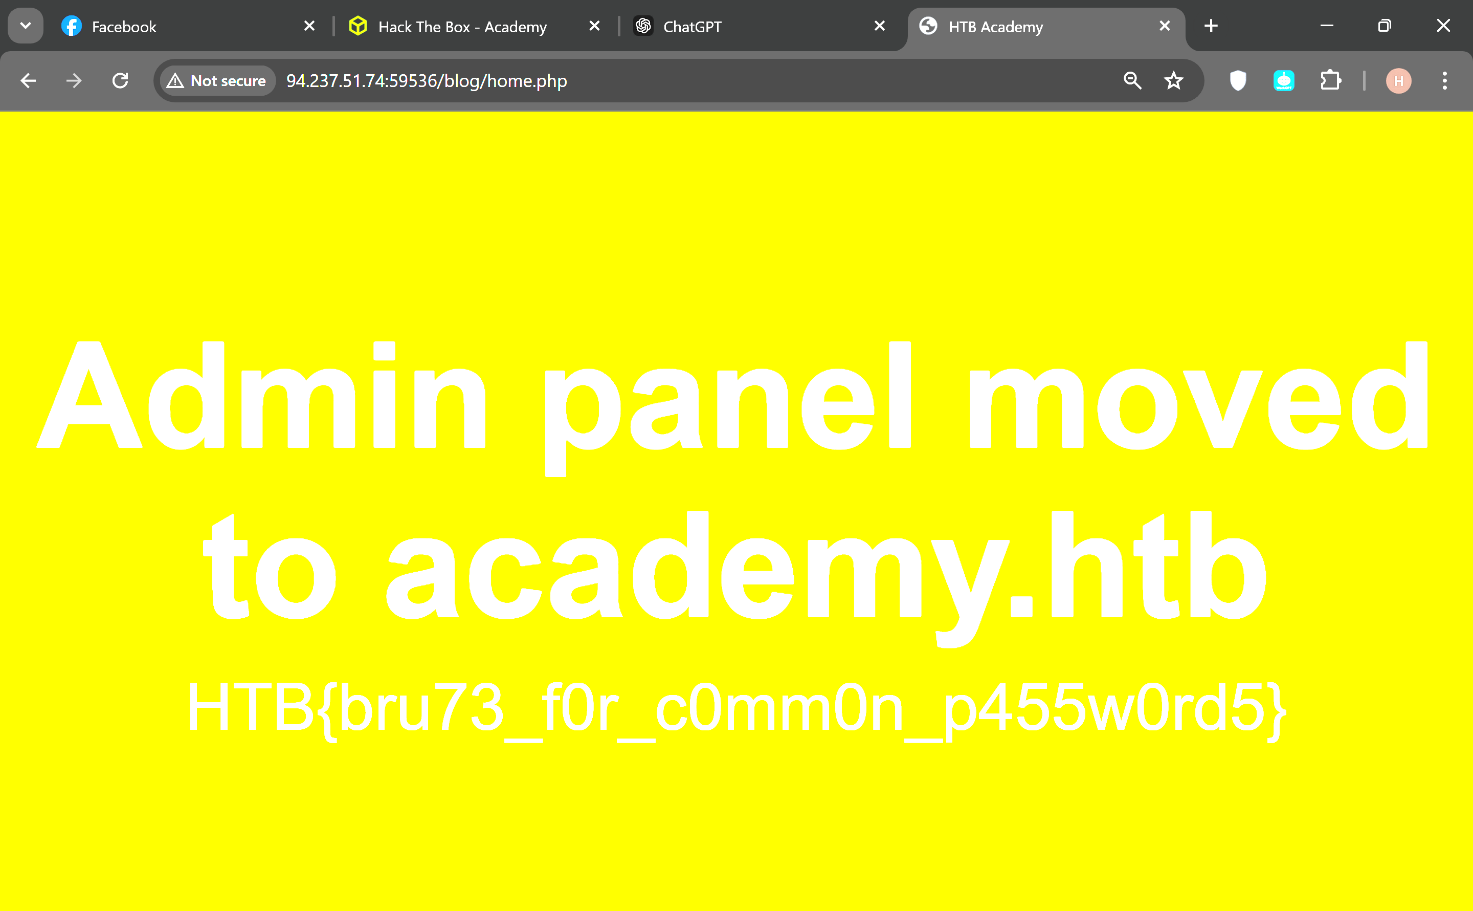 Facebook
Hack The Box - Academy
ChatGPT
HTB Academy
Not secure
94.237.51.74:59536/blog/home.php
H
Admin panel moved
to academy.htb
HTB{bru73_f0r_c0mm0n_p455w0rd5}